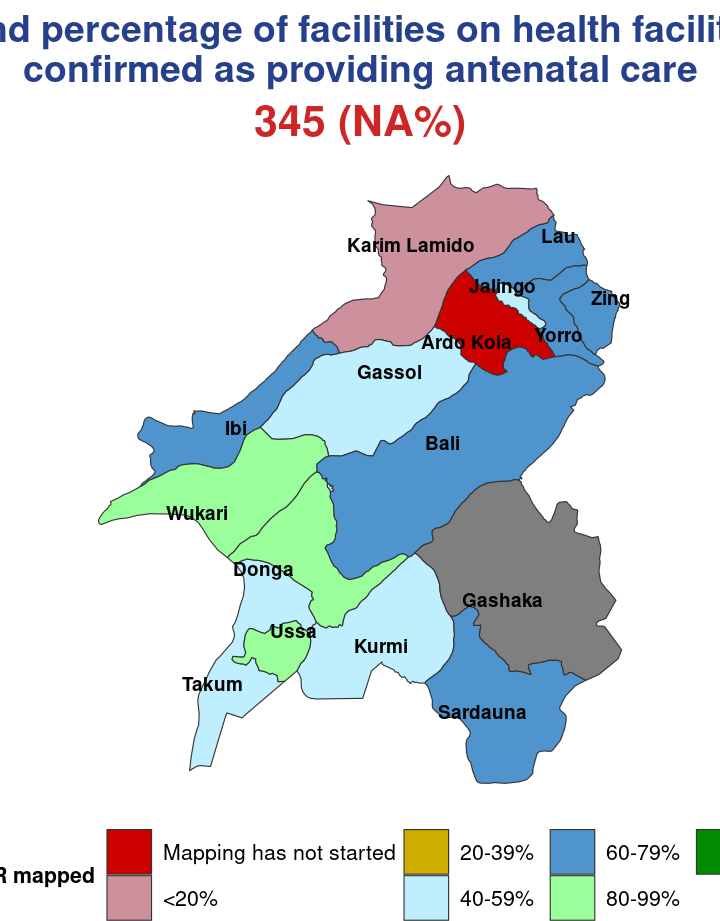 percentage of facilities on health
confirmed as providing antenatal care
345 (NA%)
Karim Lamido
Lau
Jalingo
Zing
Ardo Kola
Yorro
Gassol
Ibi
Bali
Wukari
Donga
Gashaka
Ussa
Kurmi
Takum
Sardauna
mapped
Mapping has not started
<20%
20-39%
40-59%
60-79%
80-99%